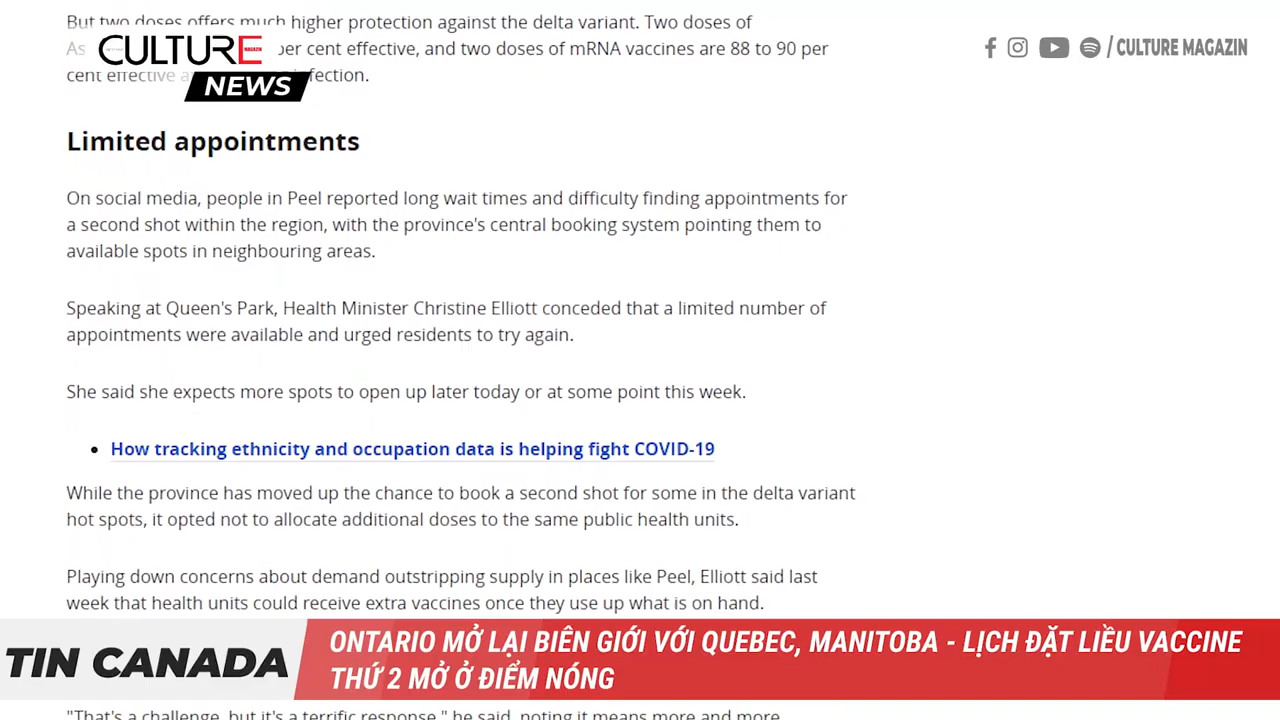 But two doses offers much higher protection against the delta variant. Two doses of
As per cent effective, and two doses of mRNA vaccines are 88 to 90 per
cent effective infection.
CULTURE
MAGAZIN
NEWS
/ CULTURE MAGAZIN
Limited appointments
On social media, people in Peel reported long wait times and difficulty finding appointments for
a second shot within the region, with the province's central booking system pointing them to
available spots in neighbouring areas.
Speaking at Queen's Park, Health Minister Christine Elliott conceded that a limited number of
appointments were available and urged residents to try again.
She said she expects more spots to open up later today or at some point this week.
• How tracking ethnicity and occupation data is helping fight COVID-19
While the province has moved up the chance to book a second shot for some in the delta variant
hot spots, it opted not to allocate additional doses to the same public health units.
Playing down concerns about demand outstripping supply in places like Peel, Elliott said last
week that health units could receive extra vaccines once they use up what is on hand.
TIN CANADA
ONTARIO MỞ LẠI BIÊN GIỚI VỚI QUEBEC, MANITOBA - LỊCH ĐẶT LIỀU VACCINE
THỨ 2 MỞ Ở ĐIỂM NÓNG
"That's a challenge, but it's a terrific response," he said, noting it means more and more